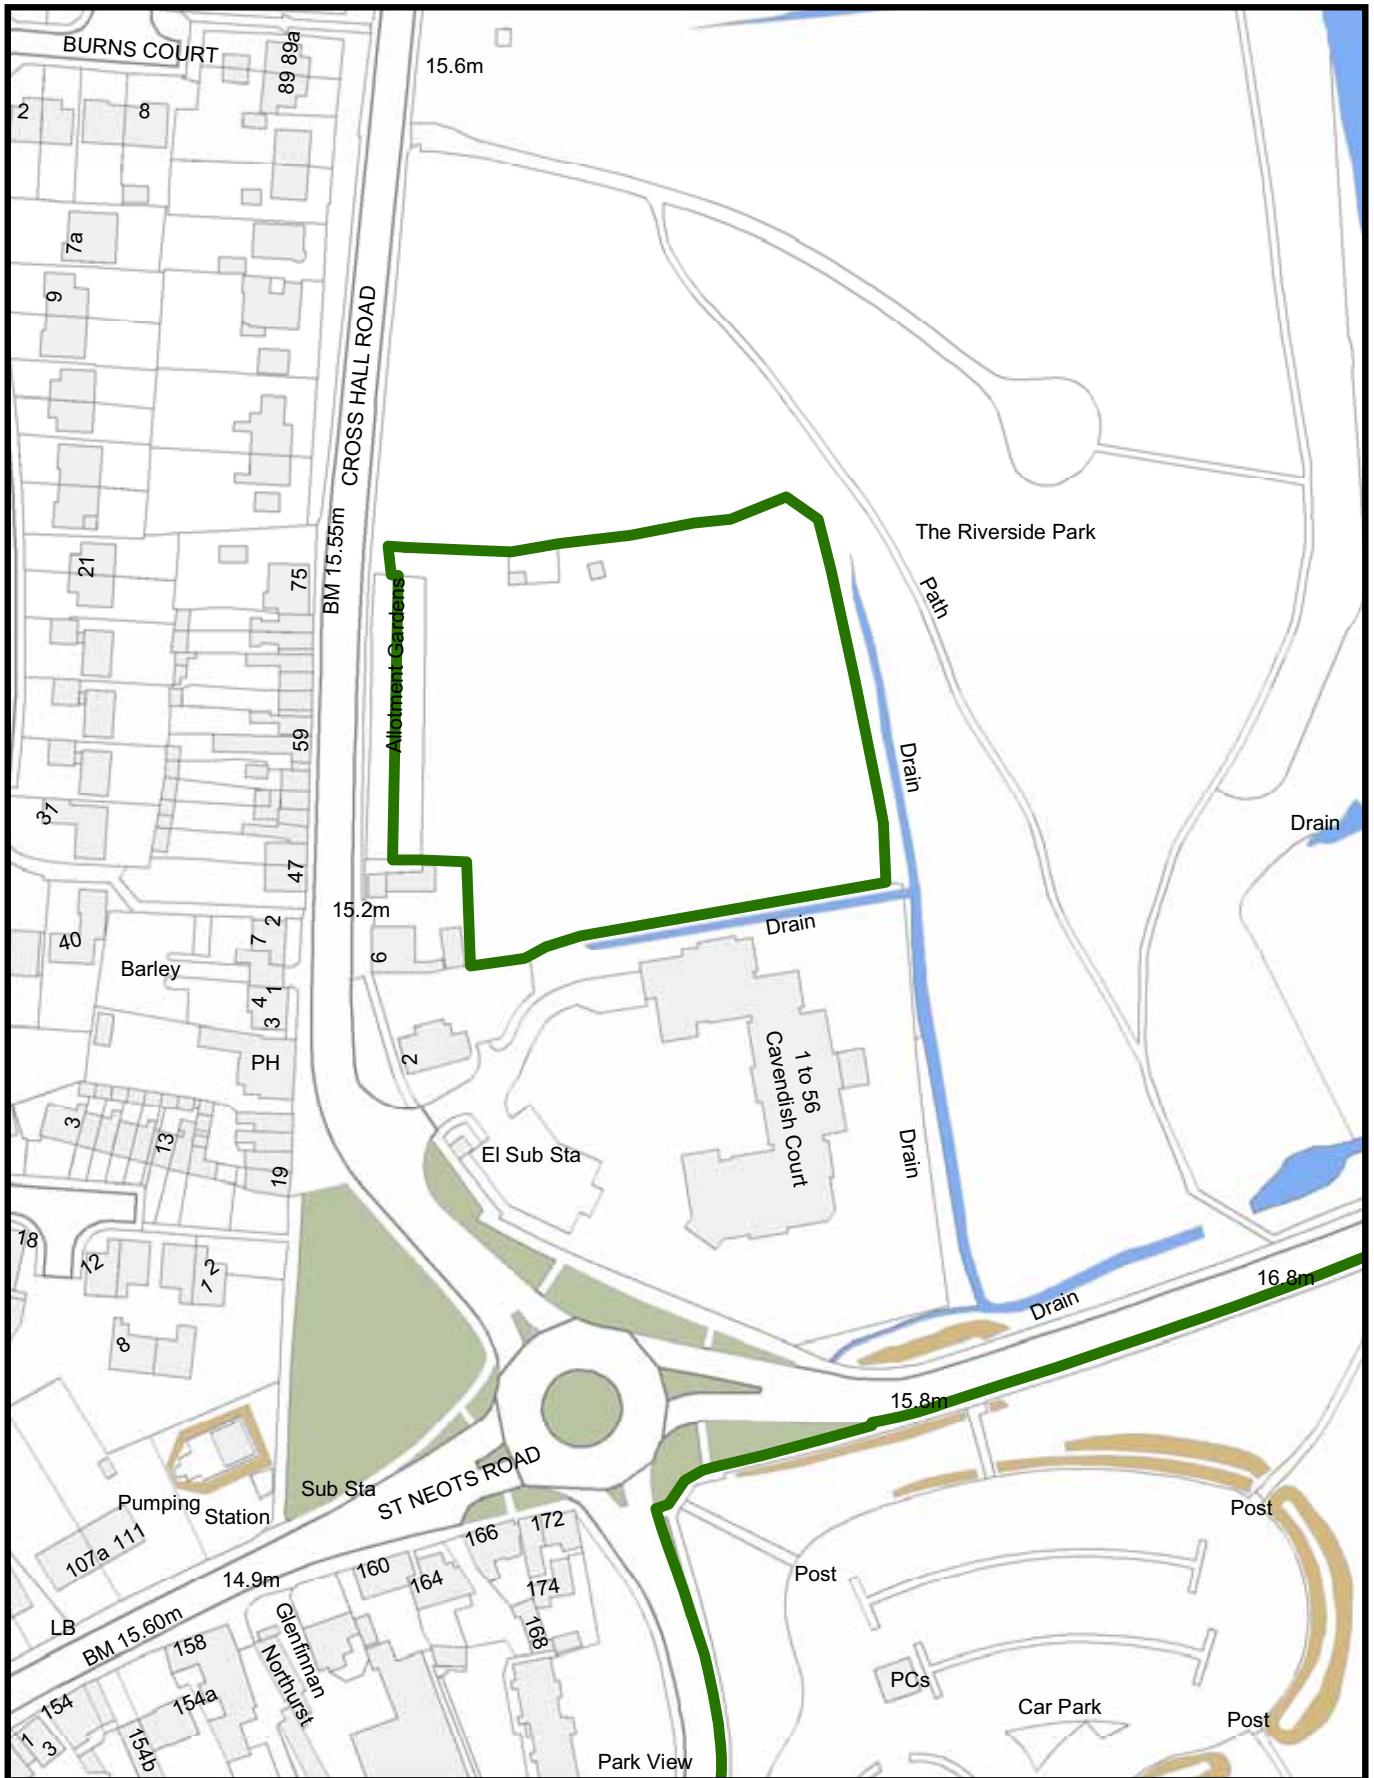 BURNS COURT
89 89a
15.6m
2
8
7a
9
CROSS HALL ROAD
BM 15.55m
21
75
The Riverside Park
Path
Allotment Gardens
59
Drain
31
Drain
47
15.2m
2
7
40
Barley
6
Drain
1
4
3
PH
2
1 to 56
Cavendish Court
3
13
19
El Sub Sta
Drain
18
12
2
1
8
16.8m
Drain
15.8m
Sub Sta
ST NEOTS ROAD
Pumping
Station
107a 111
Post
166
172
160
164
174
14.9m
Post
LB
BM 15.60m
158
Glenfinnan
Northurst
168
154
154a
154b
1
3
PCs
Car Park
Post
Park View